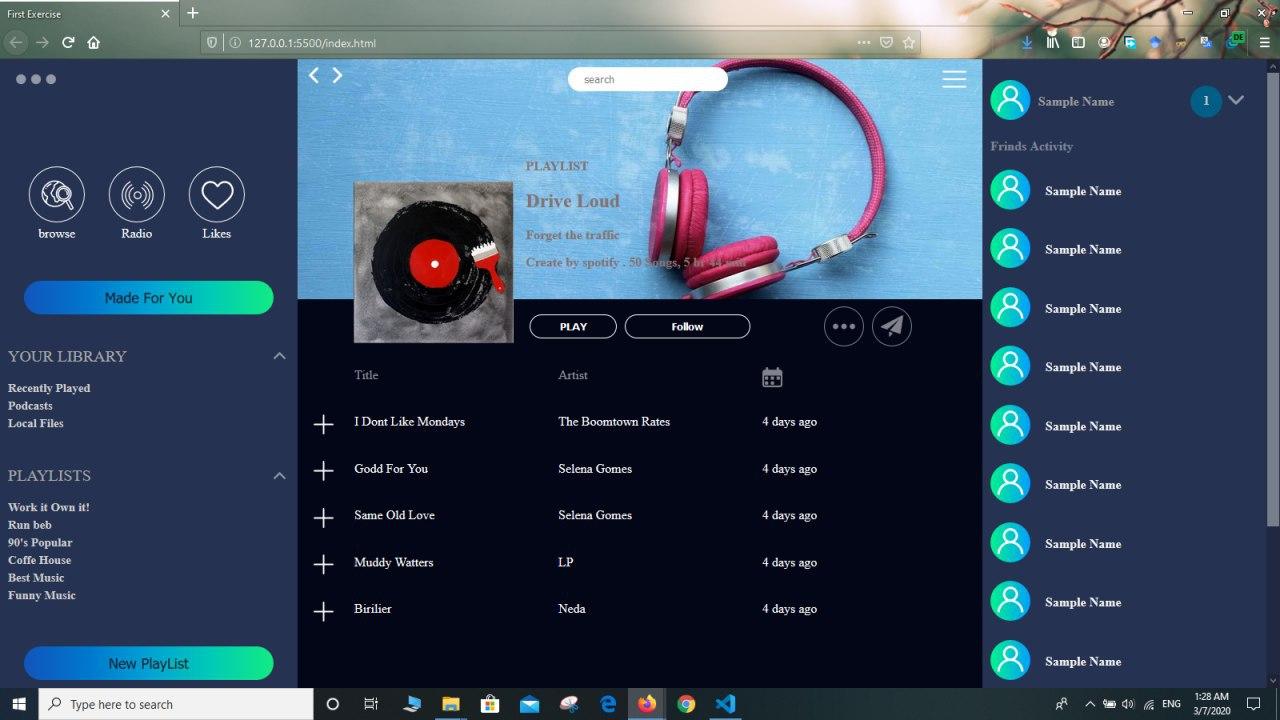 First Exercise
127.0.0.1:5500/index.html
DE
search
Sample Name
1
Frinds Activity
Sample Name
Sample Name
Sample Name
Sample Name
Sample Name
Sample Name
Sample Name
Sample Name
Sample Name
browse
Radio
Likes
Made For You
YOUR LIBRARY
Recently Played
Podcasts
Local Files
PLAYLISTS
Work it Own it!
Run beb
90's Popular
Coffe House
Best Music
Funny Music
New PlayList
PLAYLIST
Drive Loud
Forget the traffic
Create by spotify . 50 Songs, 5 hr
PLAY
Follow
Title Artist
I Dont Like Mondays The Boomtown Rates 4 days ago
Godd For You Selena Gomes 4 days ago
Same Old Love Selena Gomes 4 days ago
Muddy Watters LP 4 days ago
Birilier Neda 4 days ago
Type here to search
ENG
1:28 AM
3/7/2020